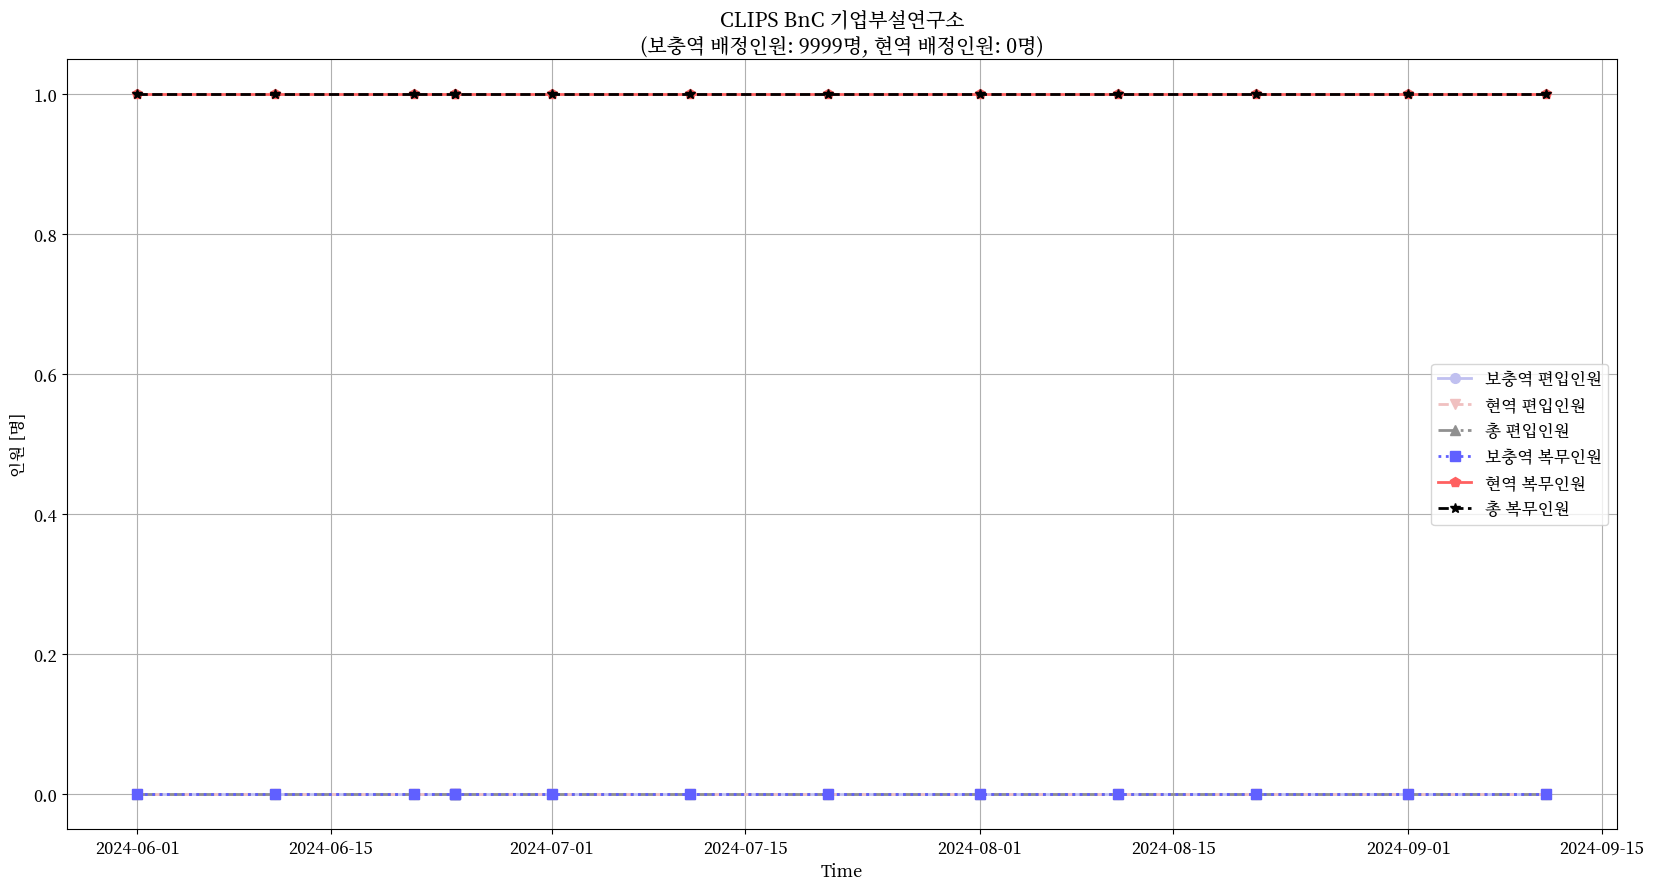 CLIPS BnC 기업부설연구소
(보충역 배정인원: 9999명, 현역 배정인원: 0명)
인원 [명]
1.0
0.8
0.6
0.4
0.2
0.0
보충역 편입인원
현역 편입인원
총 편입인원
보충역 복무인원
현역 복무인원
총 복무인원
2024-06-01 2024-06-15 2024-07-01 2024-07-15 2024-08-01 2024-08-15 2024-09-01 2024-09-15
Time